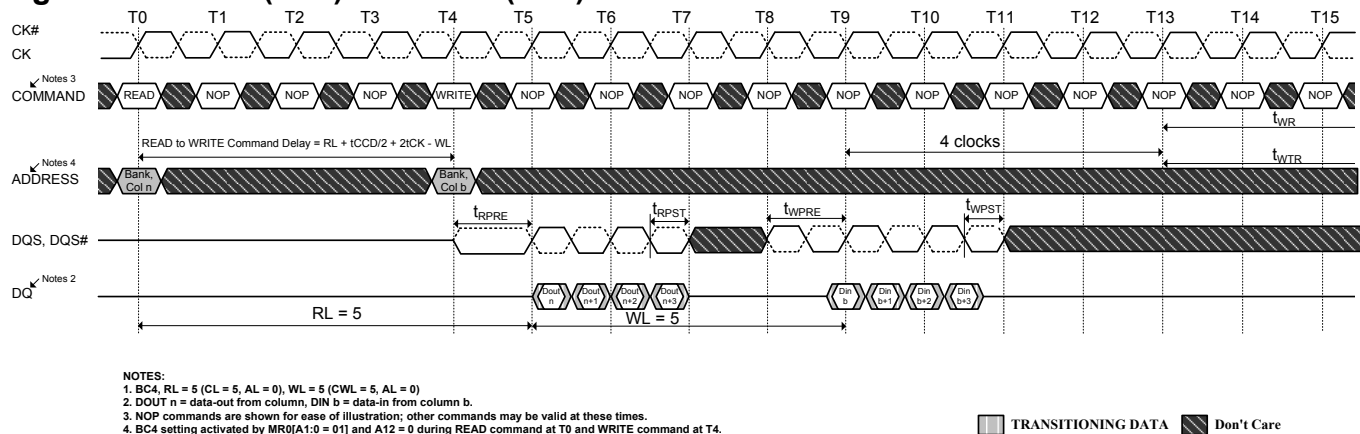 T0 T1 T2 T3 T4 T5 T6 T7 T8 T9 T10 T11 T12 T13 T14 T15
CK#
CK
Notes 3
COMMAND READ NOP NOP NOP WRITE NOP NOP NOP NOP NOP NOP NOP NOP NOP NOP NOP
tWR
READ to WRITE Command Delay = RL + tCCD/2 + 2tCK - WL
4 clocks
tWTR
Notes 4
ADDRESS
Bank, Col n
Bank, Col b
tRPRE tRPST tWPRE tWPST
DQS, DQS#
Notes 2
DQ
Dout n
Dout n+1
Dout n+2
Dout n+3
Din b
Din b+1
Din b+2
Din b+3
RL = 5 WL = 5
NOTES:
1. BC4, RL = 5 (CL = 5, AL = 0), WL = 5 (CWL = 5, AL = 0)
2. DOUT n = data-out from column, DIN b = data-in from column b.
3. NOP commands are shown for ease of illustration; other commands may be valid at these times.
4. BC4 setting activated by MR0[A1:0 = 01] and A12 = 0 during READ command at T0 and WRITE command at T4.
TRANSITIONING DATA Don't Care